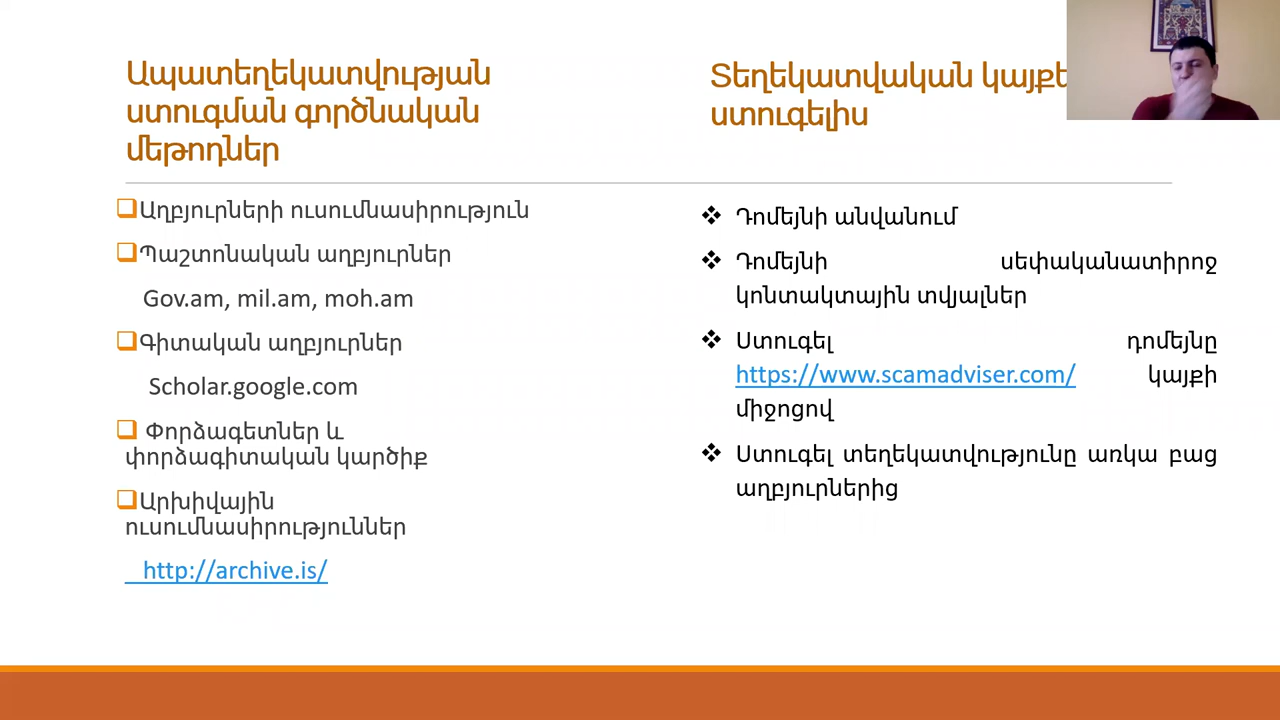 Ապատեղեկատվության
ստուգման գործնական
մեթոդներ
Աղբյուրների ուսումնասիրություն
Պաշտոնական աղբյուրներ
Gov.am, mil.am, moh.am
Գիտական աղբյուրներ
Scholar.google.com
Փորձագետներ և
փորձագիտական կարծիք
Արխիվային
ուսումնասիրություններ
http://archive.is/
Տեղեկատվական
ստուգելիս
Դոմեյնի անվանում
Դոմեյնի սեփականատիրոջ
կոնտակտային տվյալներ
Ստուգել դոմեյնը
https://www.scamadviser.com/ կայքի
միջոցով
Ստուգել տեղեկատվությունը առկա բաց
աղբյուրներից